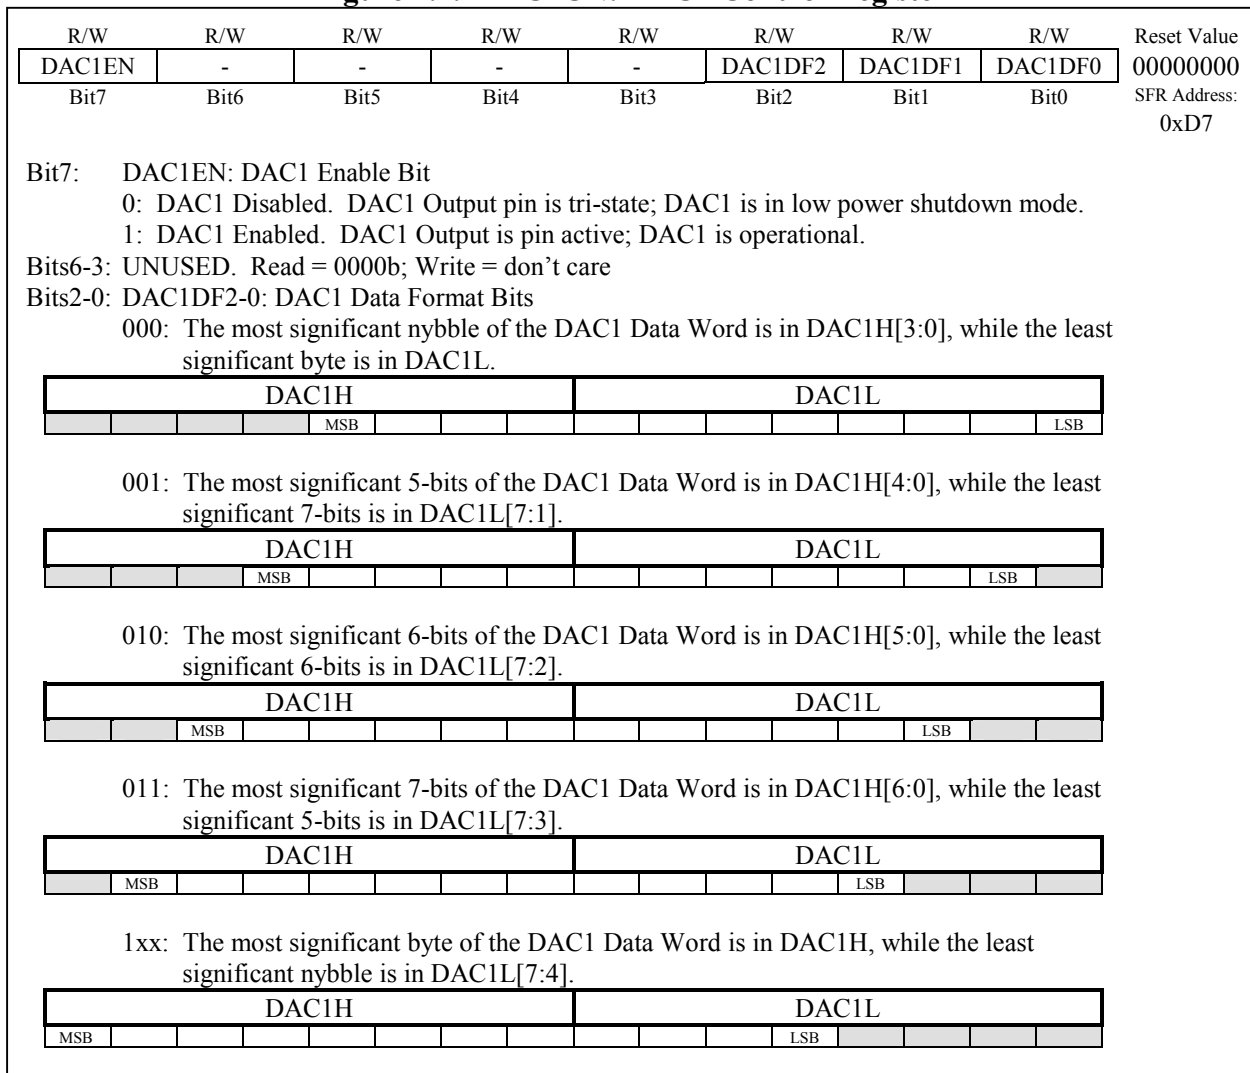 R/W R/W R/W R/W R/W R/W R/W R/W Reset Value
DAC1EN - - - - DAC1DF2 DAC1DF1 DAC1DF0 00000000
Bit7 Bit6 Bit5 Bit4 Bit3 Bit2 Bit1 Bit0 SFR Address:
0xD7
Bit7: DAC1EN: DAC1 Enable Bit
0: DAC1 Disabled. DAC1 Output pin is tri-state; DAC1 is in low power shutdown mode.
1: DAC1 Enabled. DAC1 Output is pin active; DAC1 is operational.
Bits6-3: UNUSED. Read = 0000b; Write = don't care
Bits2-0: DAC1DF2-0: DAC1 Data Format Bits
000: The most significant nybble of the DAC1 Data Word is in DAC1H[3:0], while the least
significant byte is in DAC1L.
DAC1H DAC1L
MSB LSB
001: The most significant 5-bits of the DAC1 Data Word is in DAC1H[4:0], while the least
significant 7-bits is in DAC1L[7:1].
DAC1H DAC1L
MSB LSB
010: The most significant 6-bits of the DAC1 Data Word is in DAC1H[5:0], while the least
significant 6-bits is in DAC1L[7:2].
DAC1H DAC1L
MSB LSB
011: The most significant 7-bits of the DAC1 Data Word is in DAC1H[6:0], while the least
significant 5-bits is in DAC1L[7:3].
DAC1H DAC1L
MSB LSB
1xx: The most significant byte of the DAC1 Data Word is in DAC1H, while the least
significant nybble is in DAC1L[7:4].
DAC1H DAC1L
MSB LSB